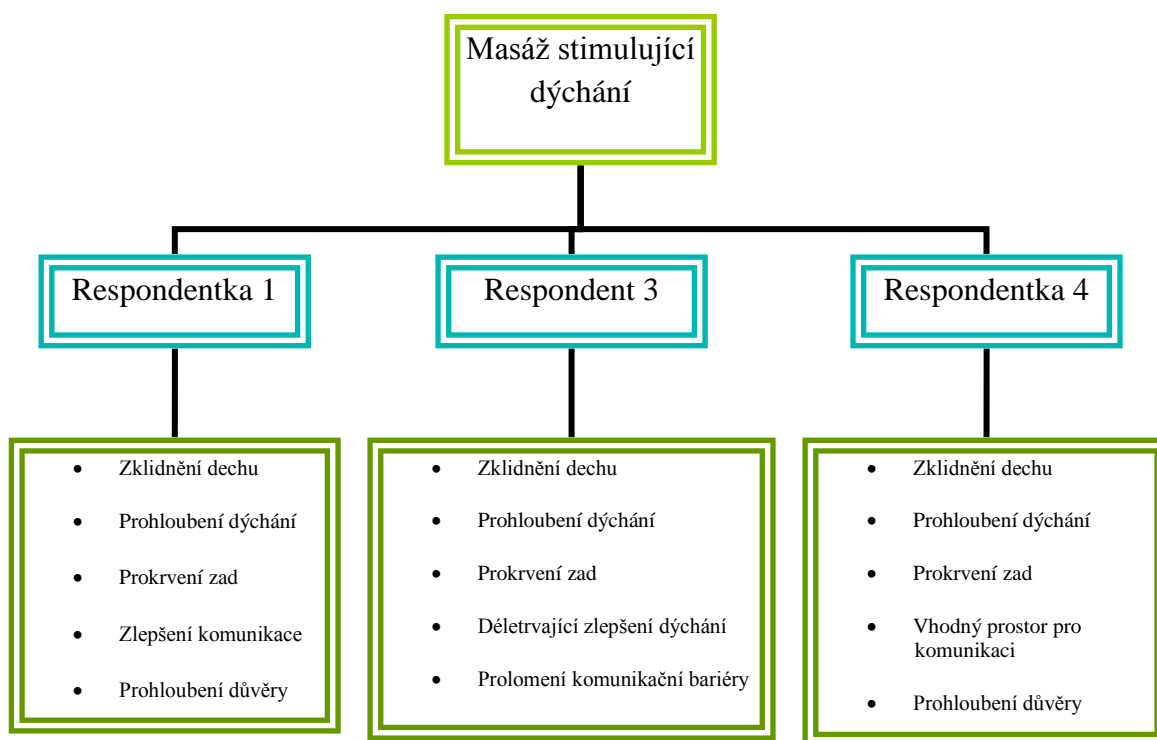 Masáž stimulující
dýchání
Respondentka 1
Respondent 3
Respondentka 4
• Zklidnění dechu
• Prohloubení dýchání
• Prokrvení zad
• Zlepšení komunikace
• Prohloubení důvěry
• Zklidnění dechu
• Prohloubení dýchání
• Prokrvení zad
• Déletrvající zlepšení dýchání
• Prolomení komunikační bariéry
• Zklidnění dechu
• Prohloubení dýchání
• Prokrvení zad
• Vhodný prostor pro
komunikaci
• Prohloubení důvěry